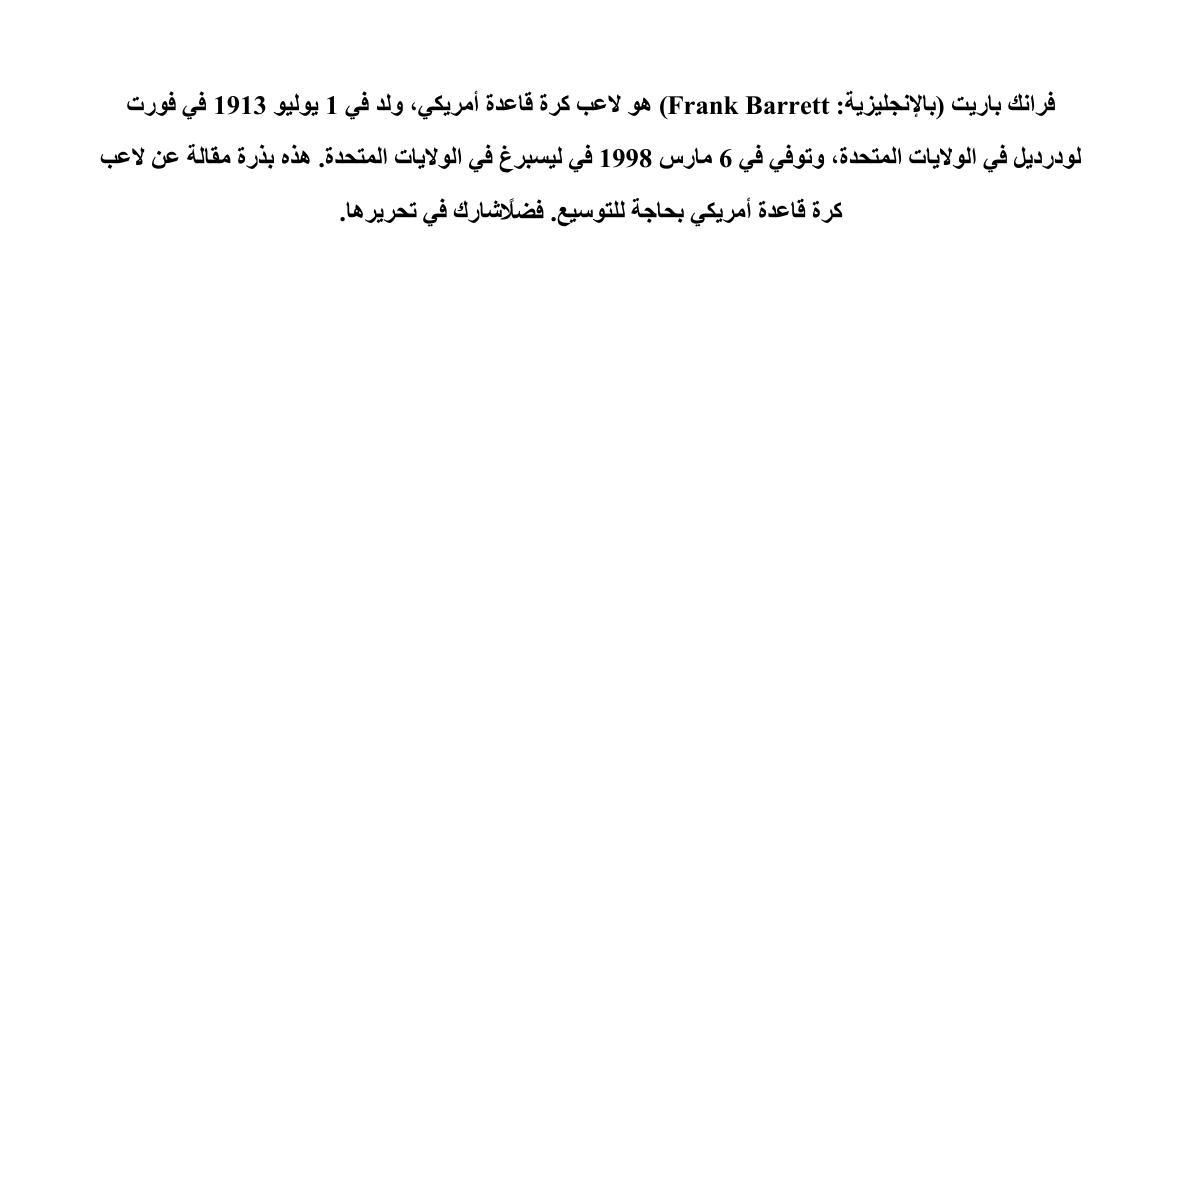 فرانك باريت (بالإنجليزية: Frank Barrett) هو لاعب كرة قاعدة أمريكي، ولد في 1 يوليو 1913 في فورت
لودرديل في الولايات المتحدة، وتوفي في 6 مارس 1998 في ليسبرغ في الولايات المتحدة. هذه بذرة مقالة عن لاعب
كرة قاعدة أمريكي بحاجة للتوسيع. فضلًاشارك في تحريرها.